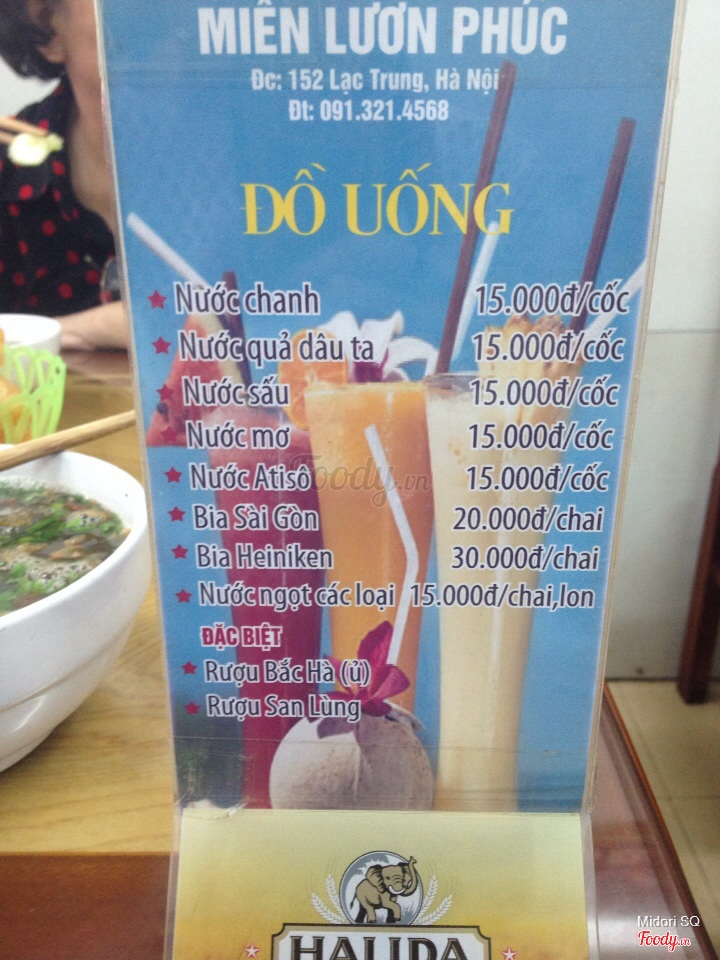 MIẾN LƯƠN PHÚC
Đc: 152 Lạc Trung, Hà Nội
Đt: 091.321.4568
ĐỒ UỐNG
Nước chanh 15.000đ/cốc
Nước quả dâu ta 15.000đ/cốc
Nước sấu 15.000đ/cốc
Nước mơ 15.000đ/cốc
Nước Atisô 15.000đ/cốc
Bia Sài Gòn 20.000đ/chai
Bia Heiniken 30.000đ/chai
Nước ngọt các loại 15.000đ/chai,lon
ĐẶC BIỆT
Rượu Bắc Hà (ủ)
Rượu San Lùng
HALIDA
Foody.vn
Midori SQ
Foody.vn